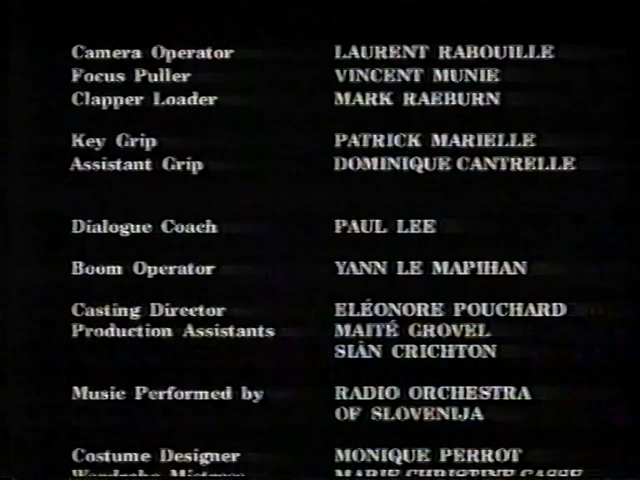 Camera Operator LAURENT RABOUILLE
Focus Puller VINCENT MUNIE
Clapper Loader MARK RAEBURN
Key Grip PATRICK MARIELLE
Assistant Grip DOMINIQUE CANTRELLE
Dialogue Coach PAUL LEE
Boom Operator YANN LE MAPIHAN
Casting Director ELÉONORE POUCHARD
Production Assistants MAITÉ GROVEL
SIÂN CRICHTON
Music Performed by RADIO ORCHESTRA
OF SLOVENIJA
Costume Designer MONIQUE PERROT
Wardrobe Mistress